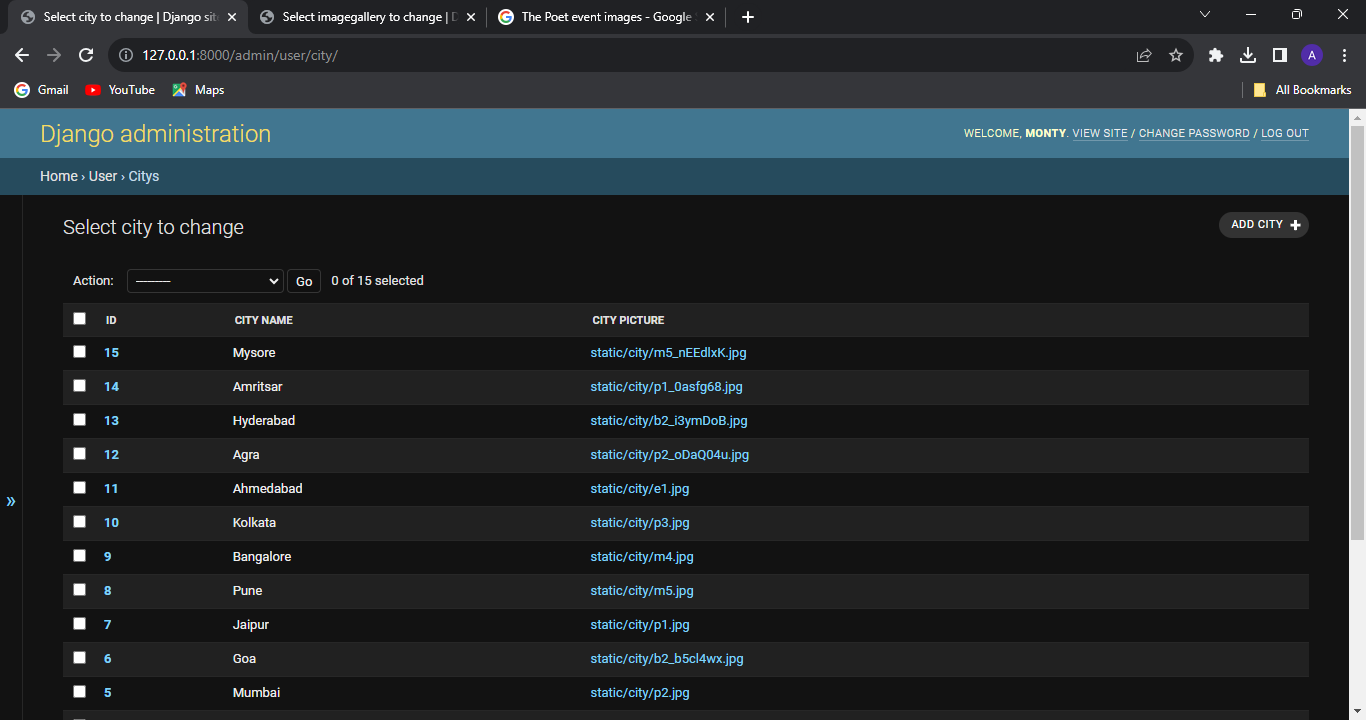 Select city to change | Django sit
Select imagegallery to change | D
The Poet event images - Google S
127.0.0.1:8000/admin/user/city/
A
Gmail
YouTube
Maps
All Bookmarks
Django administration
WELCOME, MONTY. VIEW SITE / CHANGE PASSWORD / LOG OUT
Home › User › Citys
Select city to change
ADD CITY +
Action: --------- Go 0 of 15 selected
ID CITY NAME CITY PICTURE
15 Mysore static/city/m5_nEEdlxK.jpg
14 Amritsar static/city/p1_0asfg68.jpg
13 Hyderabad static/city/b2_i3ymDoB.jpg
12 Agra static/city/p2_oDaQ04u.jpg
11 Ahmedabad static/city/e1.jpg
10 Kolkata static/city/p3.jpg
9 Bangalore static/city/m4.jpg
8 Pune static/city/m5.jpg
7 Jaipur static/city/p1.jpg
6 Goa static/city/b2_b5cl4wx.jpg
5 Mumbai static/city/p2.jpg
»